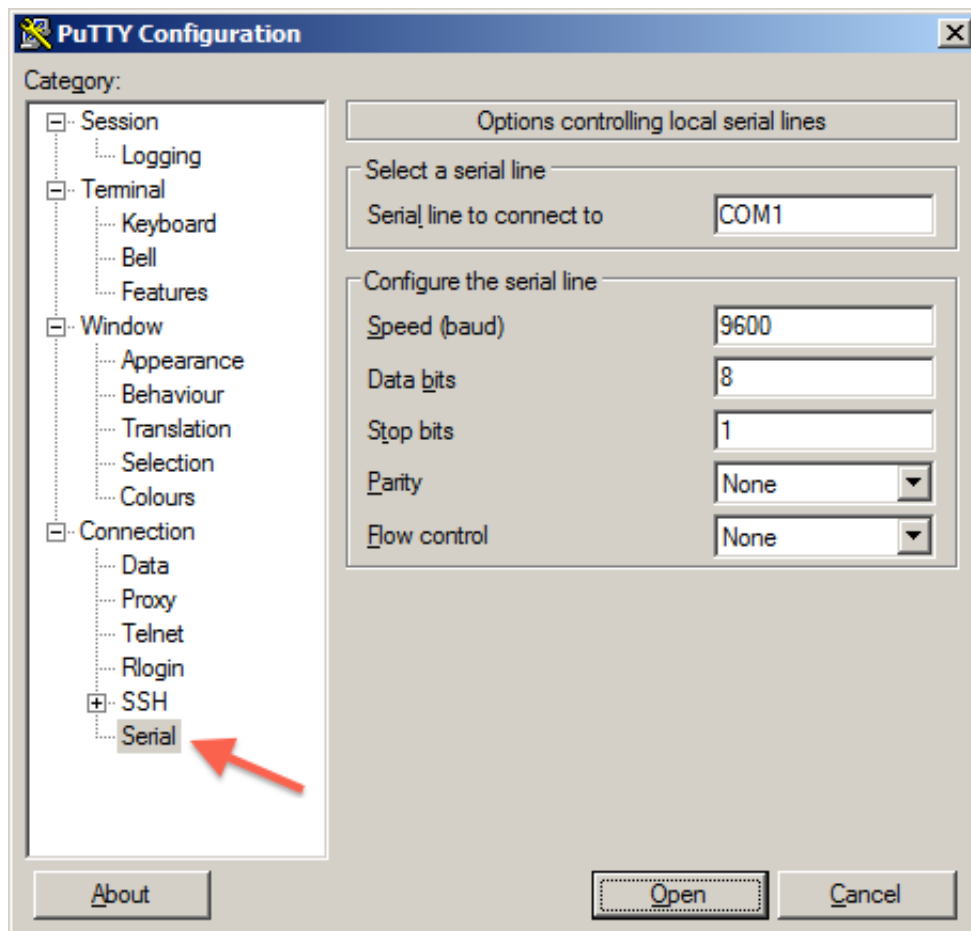 PuTTY Configuration
Category:
Session
Logging
Terminal
Keyboard
Bell
Features
Window
Appearance
Behaviour
Translation
Selection
Colours
Connection
Data
Proxy
Telnet
Rlogin
SSH
Serial
Options controlling local serial lines
Select a serial line
Serial line to connect to COM1
Configure the serial line
Speed (baud) 9600
Data bits 8
Stop bits 1
Parity None
Flow control None
About Open Cancel